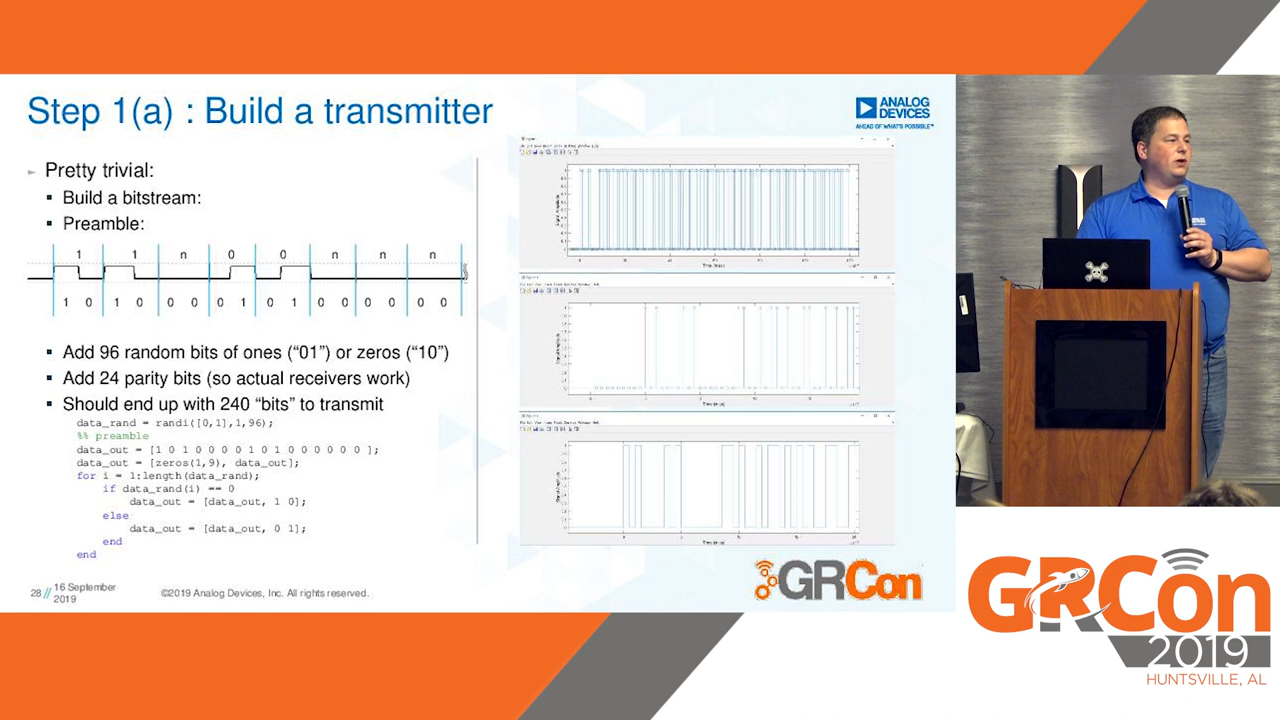 Step 1(a) : Build a transmitter
ANALOG
DEVICES
AHEAD OF WHAT'S POSSIBLE™
► Pretty trivial:
▪ Build a bitstream:
▪ Preamble:
1 1 n 0 0 n n n
1 0 1 0 0 0 0 1 0 1 0 0 0 0 0 0
▪ Add 96 random bits of ones (“01”) or zeros (“10”)
▪ Add 24 parity bits (so actual receivers work)
▪ Should end up with 240 “bits” to transmit
data_rand = randi([0,1],1,96);
%% preamble
data_out = [1 0 1 0 0 0 0 1 0 1 0 0 0 0 0 0 ];
data_out = [zeros(1,9), data_out];
for i = 1:length(data_rand);
if data_rand(i) == 0
data_out = [data_out, 1 0];
else
data_out = [data_out, 0 1];
end
end
28 // 16 September
2019
©2019 Analog Devices, Inc. All rights reserved.
GRCon
GRCon
2019
HUNTSVILLE, AL